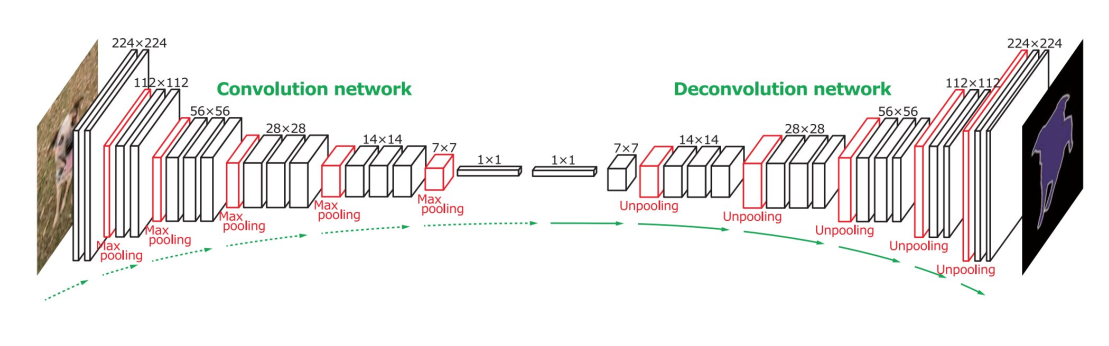 224×224
112×112
56×56
28×28
14×14
7×7
1×1
1×1
7×7
14×14
28×28
56×56
112×112
224×224
Convolution network
Deconvolution network
Max
pooling
Max
pooling
Max
pooling
Max
pooling
Max
pooling
Unpooling
Unpooling
Unpooling
Unpooling
Unpooling